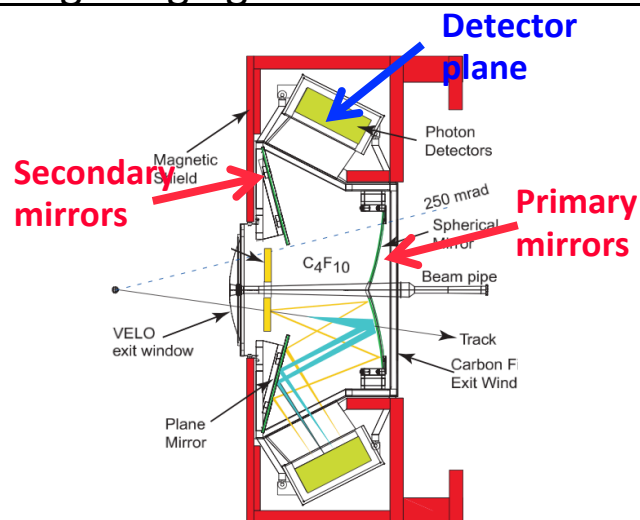 Detector
plane
Photon
Detectors
Magnetic
Secondary
mirrors
250 mrad
Primary
mirrors
Spherical
C4F10
Beam pipe
VELO
exit window
Track
Carbon Fi
Exit Wind
Plane
Mirror